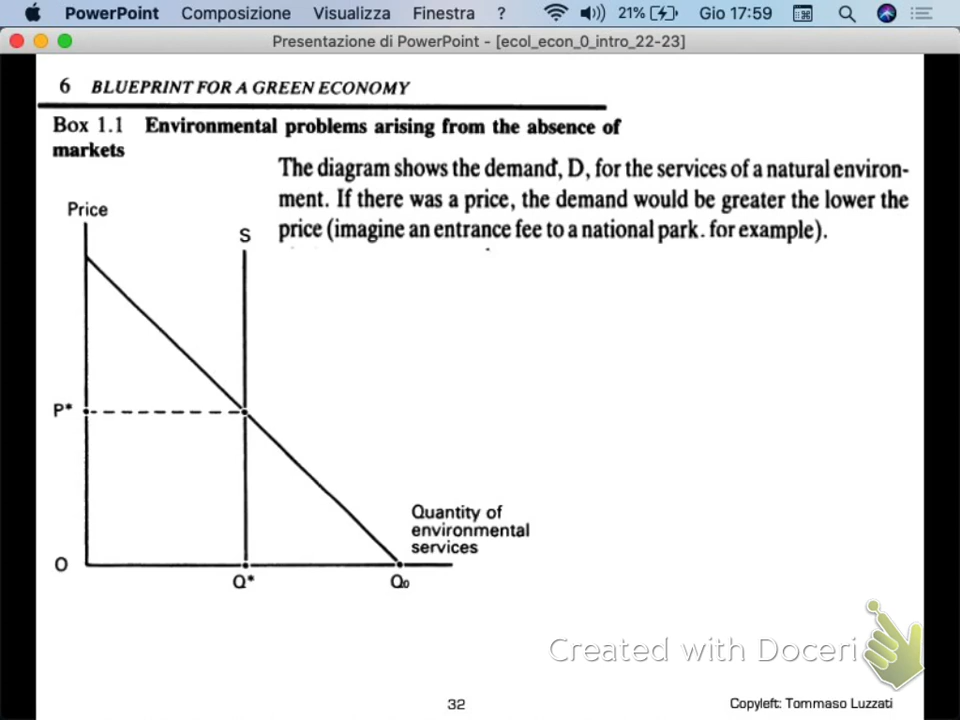 PowerPoint Composizione Visualizza Finestra ? 21% Gio 17:59
Presentazione di PowerPoint - [ecol_econ_0_intro_22-23]
6 BLUEPRINT FOR A GREEN ECONOMY
Box 1.1 Environmental problems arising from the absence of
markets
The diagram shows the demand, D, for the services of a natural environ-
ment. If there was a price, the demand would be greater the lower the
price (imagine an entrance fee to a national park. for example).
Price
S
P*
Quantity of
environmental
services
O
Q*
Q0
Created with Doceri
32
Copyleft: Tommaso Luzzati